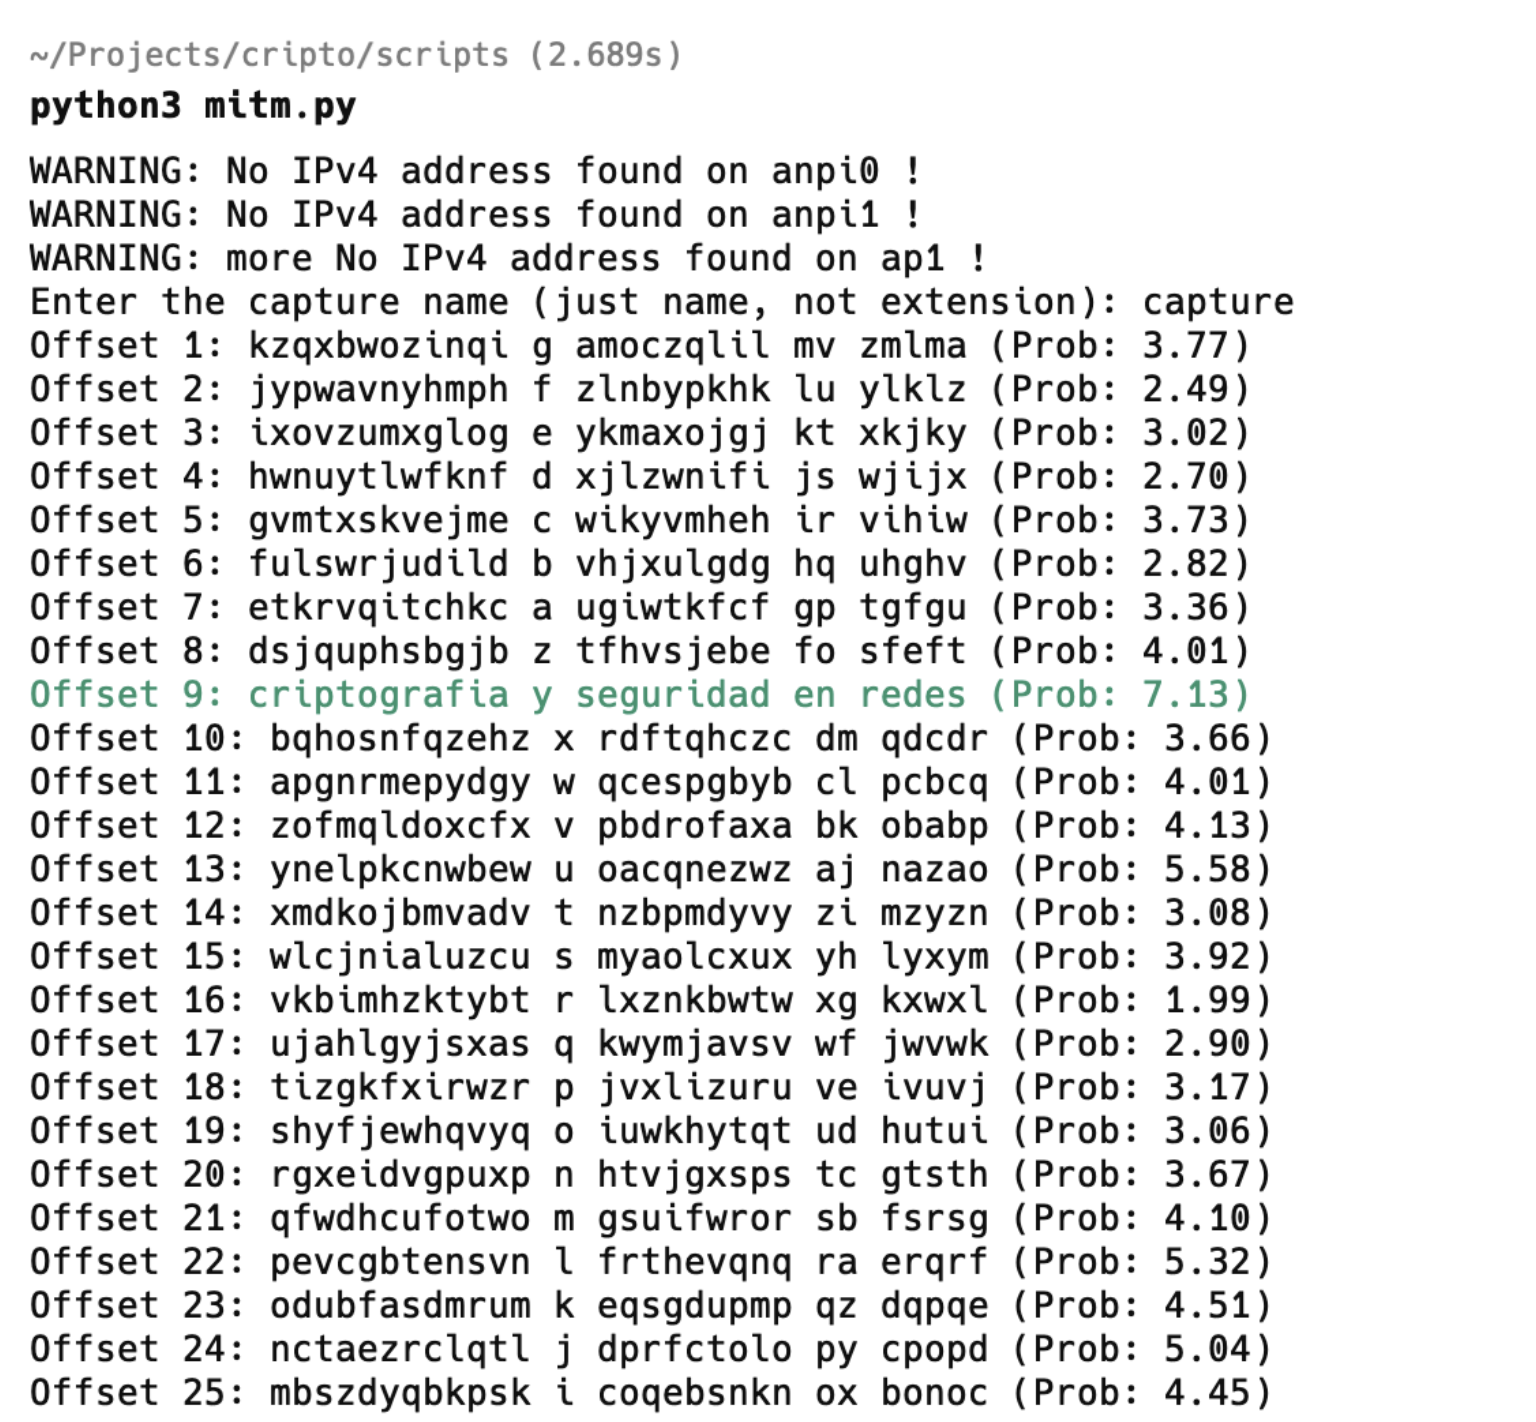 ~/Projects/cripto/scripts (2.689s)
python3 mitm.py
WARNING: No IPv4 address found on anpi0 !
WARNING: No IPv4 address found on anpi1 !
WARNING: more No IPv4 address found on ap1 !
Enter the capture name (just name, not extension): capture
Offset 1: kzqxbwozinqi g amoczqlil mv zmlma (Prob: 3.77)
Offset 2: jypwavnyhmph f zlnbypkhk lu ylklz (Prob: 2.49)
Offset 3: ixovzumxglog e ykmaxojgj kt xkjky (Prob: 3.02)
Offset 4: hwnuytlwfknf d xjlzwnifi js wjijx (Prob: 2.70)
Offset 5: gvmtxskvejme c wikyvmheh ir vihiw (Prob: 3.73)
Offset 6: fulswrjudild b vhjxulgdg hq uhghv (Prob: 2.82)
Offset 7: etkrvqitchkc a ugiwtkfcf gp tgfgu (Prob: 3.36)
Offset 8: dsjquphsbgjb z tfhvsjebe fo sfeft (Prob: 4.01)
Offset 9: criptografia y seguridad en redes (Prob: 7.13)
Offset 10: bqhosnfqzehz x rdftqhczc dm qdcdr (Prob: 3.66)
Offset 11: apgnrmepydgy w qcespgbyb cl pcbcq (Prob: 4.01)
Offset 12: zofmqldoxcfx v pbdrofaxa bk obabp (Prob: 4.13)
Offset 13: ynelpkcnwbew u oacqnezwz aj nazao (Prob: 5.58)
Offset 14: xmdkojbmvadv t nzbpmdyvy zi mzyzn (Prob: 3.08)
Offset 15: wlcjnialuzcu s myaolcxux yh lyxym (Prob: 3.92)
Offset 16: vkbimhzktybt r lxznkbwtw xg kxwxl (Prob: 1.99)
Offset 17: ujahlgyjsxas q kwymjavsv wf jwvwk (Prob: 2.90)
Offset 18: tizgkfxirwzr p jvxlizuru ve ivuvj (Prob: 3.17)
Offset 19: shyfjewhqvyq o iuwkhytqt ud hutui (Prob: 3.06)
Offset 20: rgxeidvgpuxp n htvjgxsps tc gtsth (Prob: 3.67)
Offset 21: qfwdhcufotwo m gsuifwror sb fsrsg (Prob: 4.10)
Offset 22: pevcgbtensvn l frthevqnq ra erqrf (Prob: 5.32)
Offset 23: odubfasdmrum k eqsgdupmp qz dqpqe (Prob: 4.51)
Offset 24: nctaezrclqtl j dprfctolo py cpopd (Prob: 5.04)
Offset 25: mbszdyqbkpsk i coqebsnkn ox bonoc (Prob: 4.45)